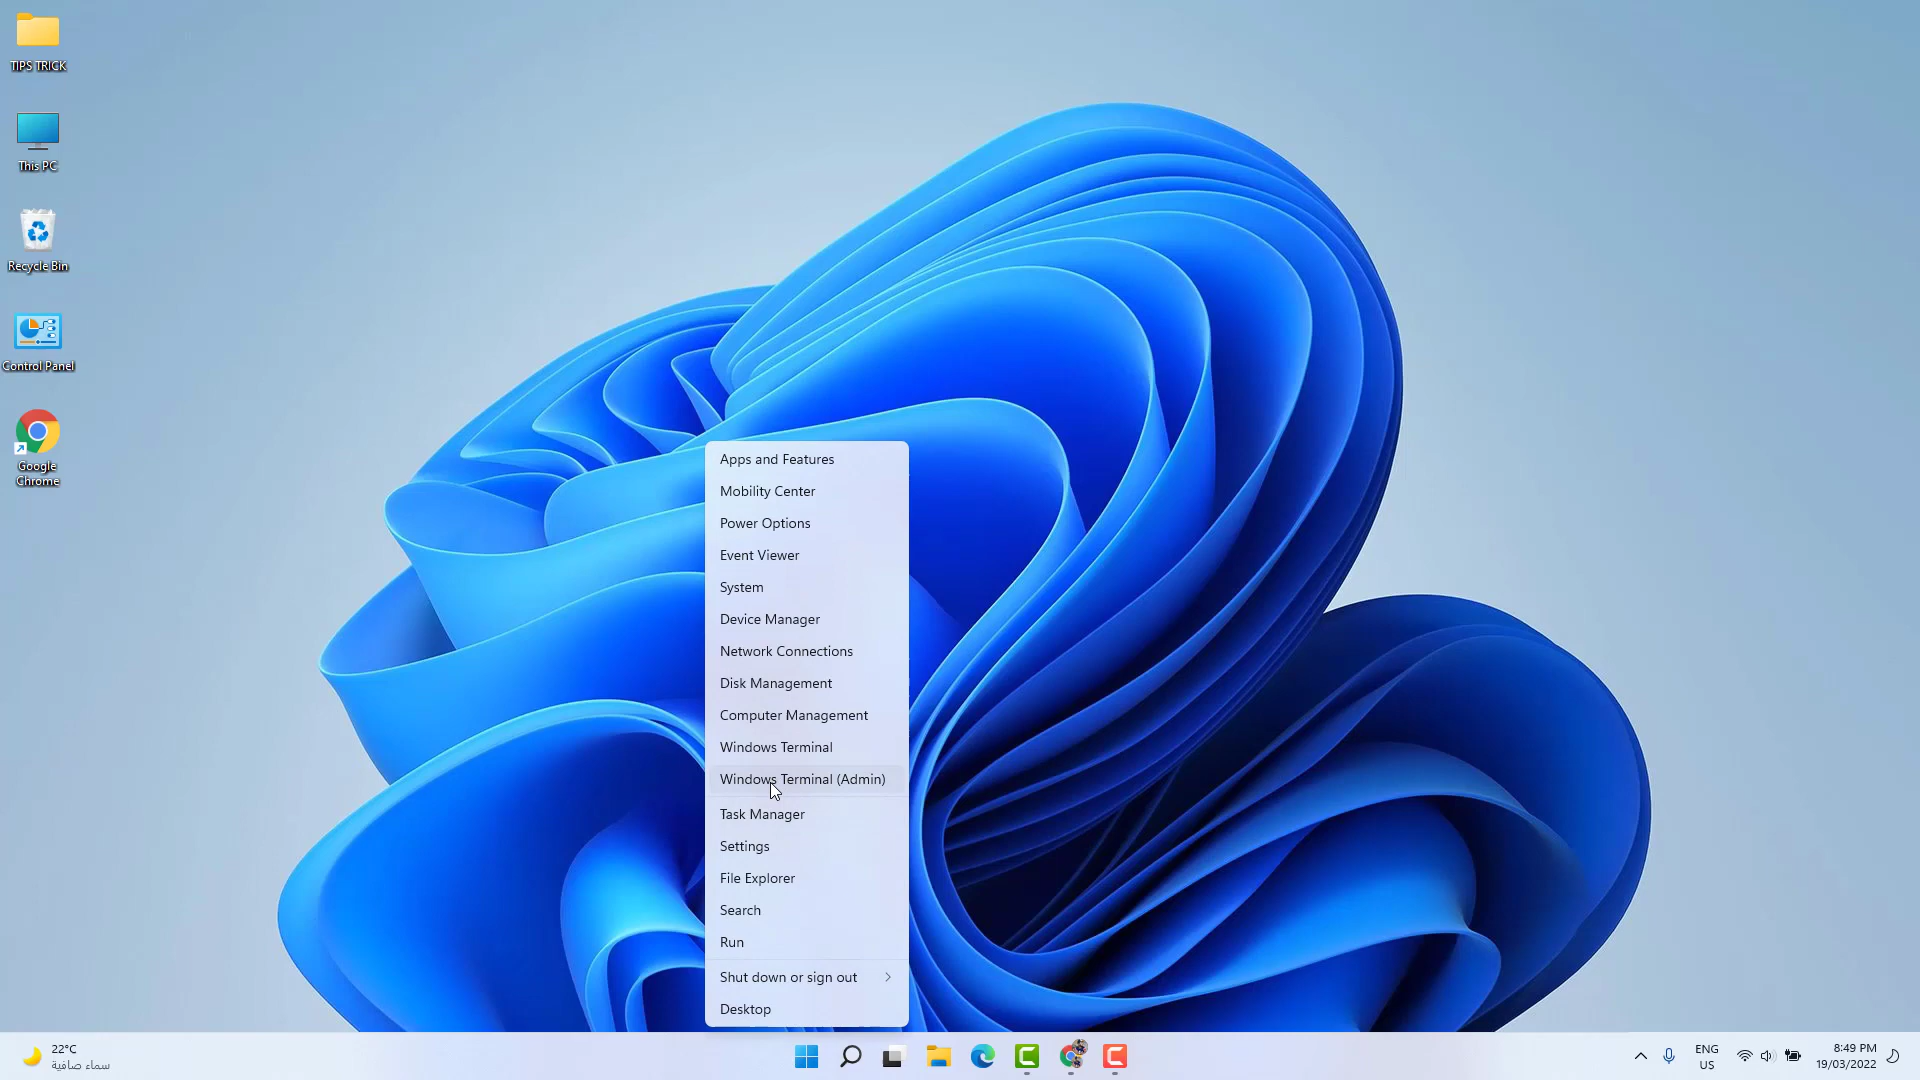 TIPS TRICK
This PC
Recycle Bin
Control Panel
Google
Chrome
Apps and Features
Mobility Center
Power Options
Event Viewer
System
Device Manager
Network Connections
Disk Management
Computer Management
Windows Terminal
Windows Terminal (Admin)
Task Manager
Settings
File Explorer
Search
Run
Shut down or sign out
Desktop
22°C
سماء صافية
ENG
US
8:49 PM
19/03/2022